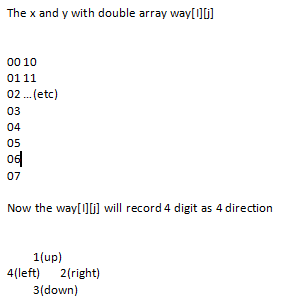 The x and y with double array way[I][j]
00 10
01 11
02 ... (etc)
03
04
05
06
07
Now the way[I][j] will record 4 digit as 4 direction
1(up)
4(left) 2(right)
3(down)